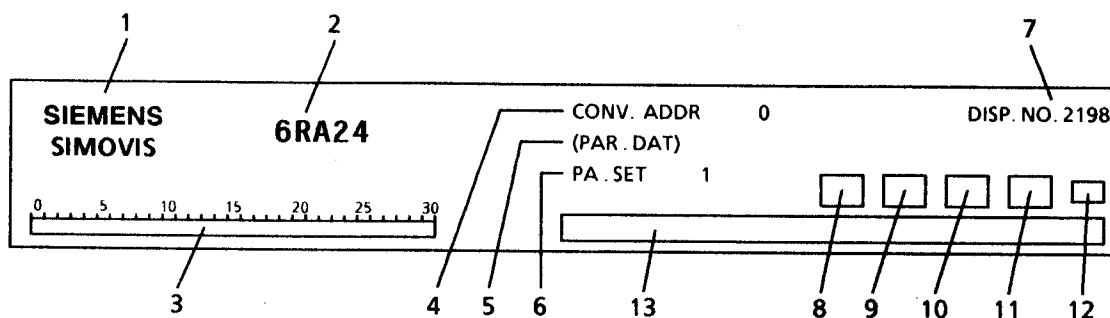 1 2 7
SIEMENS
SIMOVIS
6RA24
CONV. ADDR 0
(PAR. DAT)
PA. SET 1
DISP. NO. 2198
0 5 10 15 20 25 30
3 4 5 6 13 8 9 10 11 12